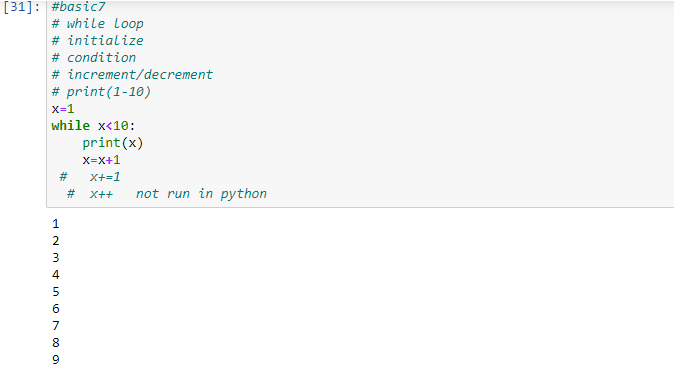 [31]: #basic7
# while loop
# initialize
# condition
# increment/decrement
# print(1-10)
x=1
while x<10:
    print(x)
    x=x+1
 #   x+=1
  #  x++   not run in python
1
2
3
4
5
6
7
8
9